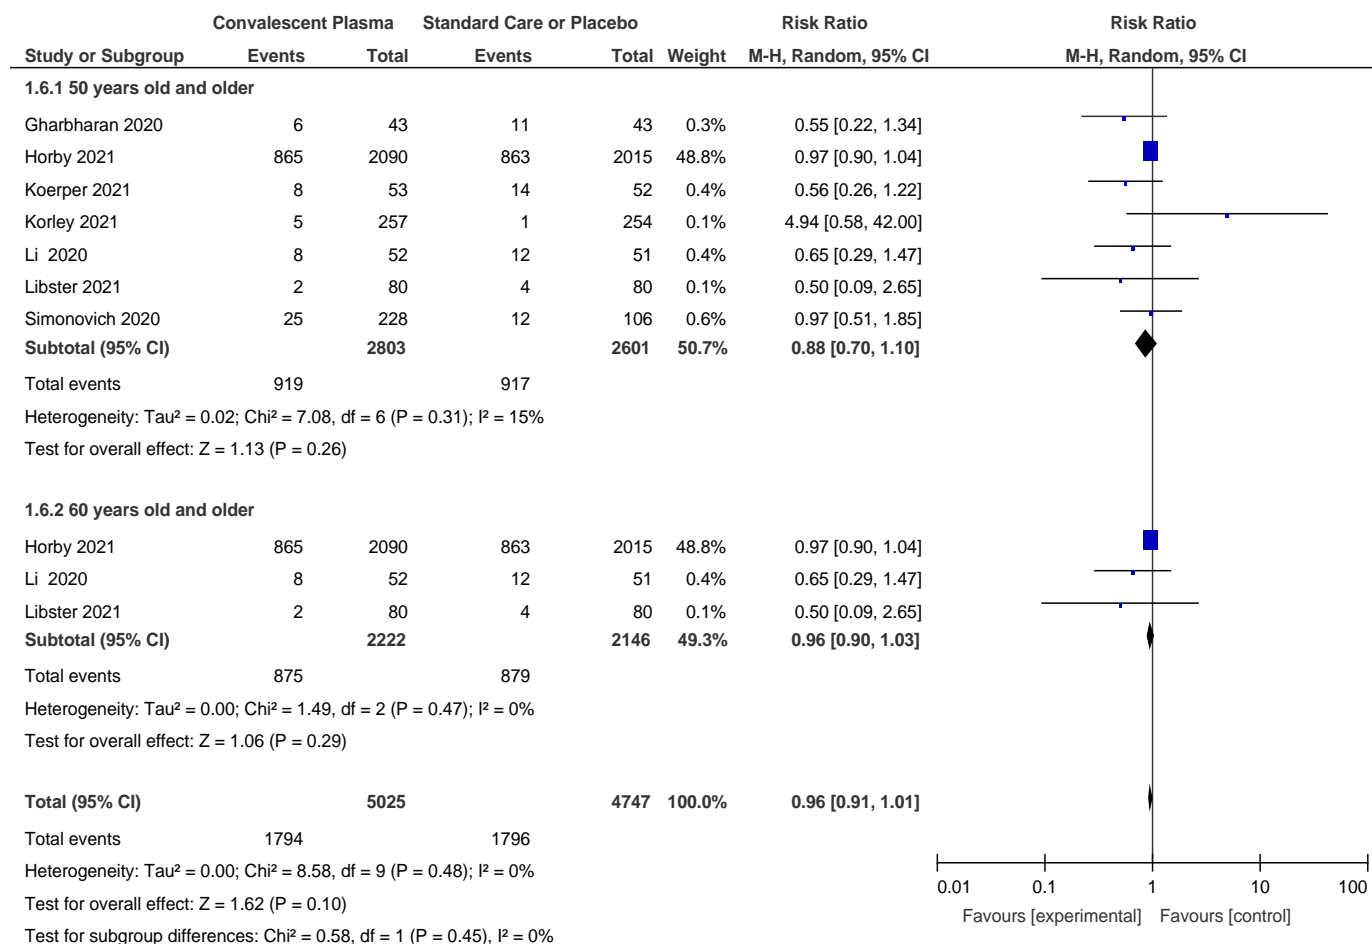 Convalescent Plasma Standard Care or Placebo Risk Ratio Risk Ratio
Study or Subgroup Events Total Events Total Weight M-H, Random, 95% CI M-H, Random, 95% CI
1.6.1 50 years old and older
Gharbharan 2020 6 43 11 43 0.3% 0.55 [0.22, 1.34]
Horby 2021 865 2090 863 2015 48.8% 0.97 [0.90, 1.04]
Koerper 2021 8 53 14 52 0.4% 0.56 [0.26, 1.22]
Korley 2021 5 257 1 254 0.1% 4.94 [0.58, 42.00]
Li 2020 8 52 12 51 0.4% 0.65 [0.29, 1.47]
Libster 2021 2 80 4 80 0.1% 0.50 [0.09, 2.65]
Simonovich 2020 25 228 12 106 0.6% 0.97 [0.51, 1.85]
Subtotal (95% CI) 2803 2601 50.7% 0.88 [0.70, 1.10]
Total events 919 917
Heterogeneity: Tau² = 0.02; Chi² = 7.08, df = 6 (P = 0.31); I² = 15%
Test for overall effect: Z = 1.13 (P = 0.26)
1.6.2 60 years old and older
Horby 2021 865 2090 863 2015 48.8% 0.97 [0.90, 1.04]
Li 2020 8 52 12 51 0.4% 0.65 [0.29, 1.47]
Libster 2021 2 80 4 80 0.1% 0.50 [0.09, 2.65]
Subtotal (95% CI) 2222 2146 49.3% 0.96 [0.90, 1.03]
Total events 875 879
Heterogeneity: Tau² = 0.00; Chi² = 1.49, df = 2 (P = 0.47); I² = 0%
Test for overall effect: Z = 1.06 (P = 0.29)
Total (95% CI) 5025 4747 100.0% 0.96 [0.91, 1.01]
Total events 1794 1796
Heterogeneity: Tau² = 0.00; Chi² = 8.58, df = 9 (P = 0.48); I² = 0%
Test for overall effect: Z = 1.62 (P = 0.10)
Test for subgroup differences: Chi² = 0.58, df = 1 (P = 0.45), I² = 0%
0.01 0.1 1 10 100
Favours [experimental] Favours [control]